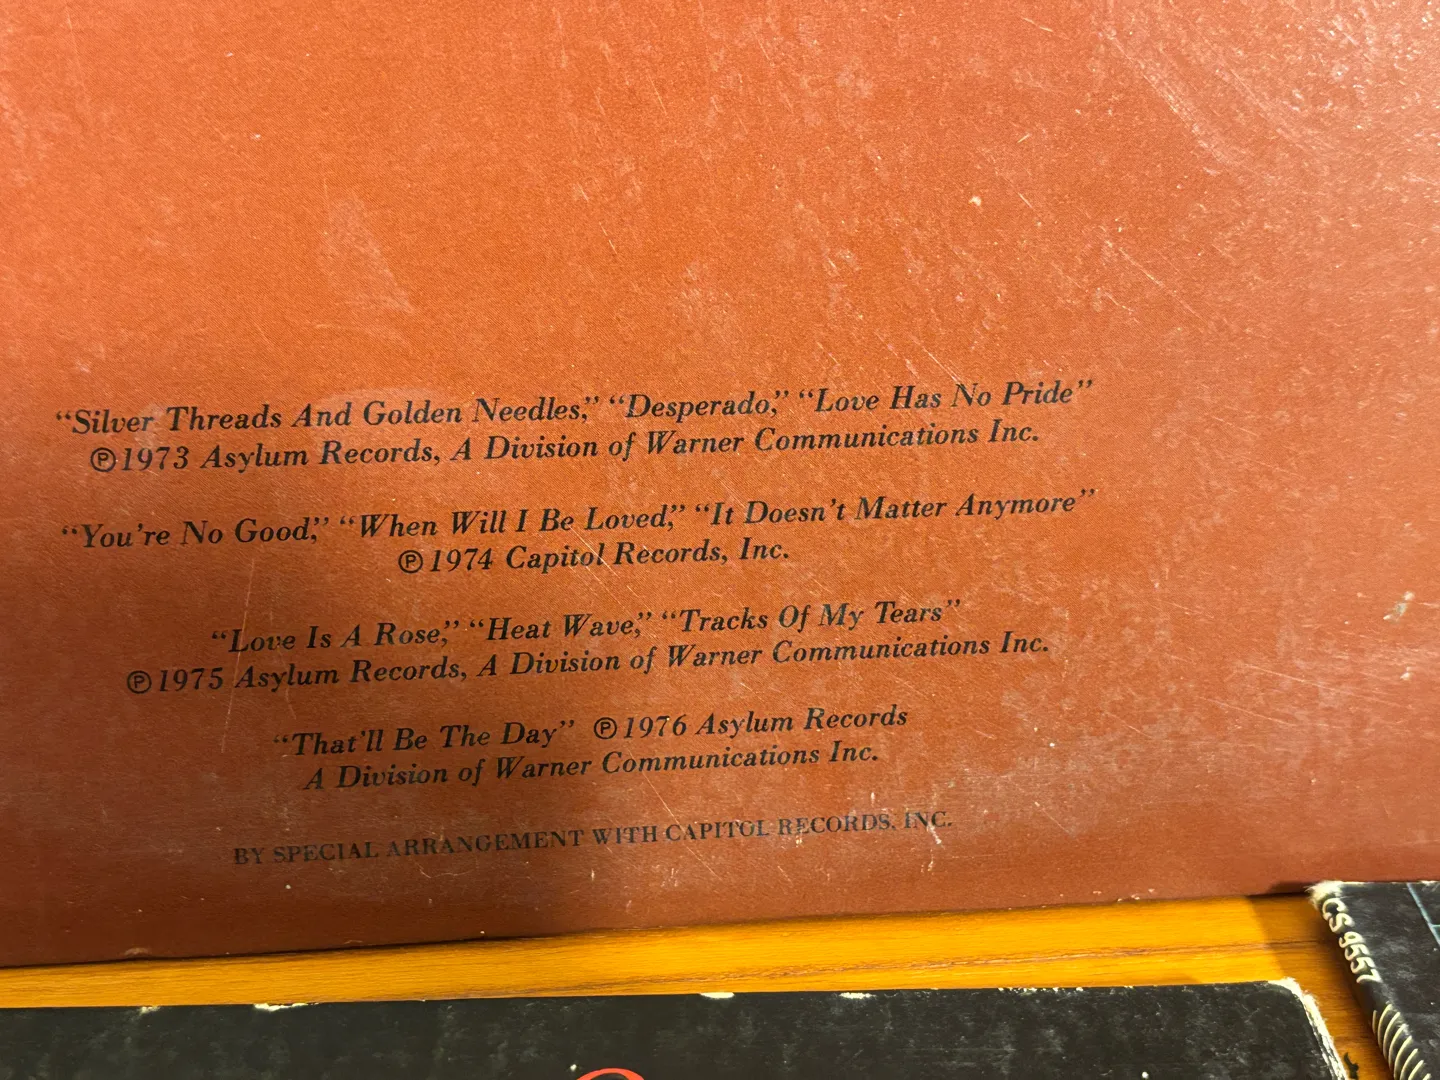 “Silver Threads And Golden Needles,” “Desperado,” “Love Has No Pride”
℗1973 Asylum Records, A Division of Warner Communications Inc.
“You're No Good,” “When Will I Be Loved,” “It Doesn't Matter Anymore”
℗1974 Capitol Records, Inc.
“Love Is A Rose,” “Heat Wave,” “Tracks Of My Tears”
℗1975 Asylum Records, A Division of Warner Communications Inc.
“That'll Be The Day” ℗1976 Asylum Records
A Division of Warner Communications Inc.
BY SPECIAL ARRANGEMENT WITH CAPITOL RECORDS, INC.
CS 9557